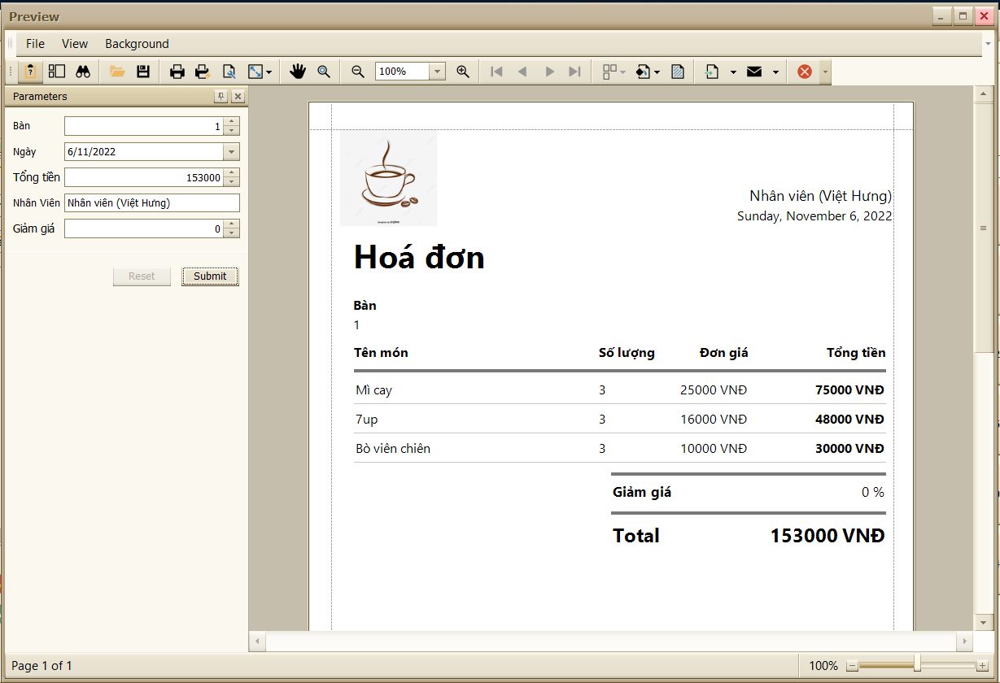 Preview
File View Background
100%
Parameters
Bàn 1
Ngày 6/11/2022
Tổng tiền 153000
Nhân Viên Nhân viên (Việt Hưng)
Giảm giá 0
Reset Submit
Nhân viên (Việt Hưng)
Sunday, November 6, 2022
Hoá đơn
Bàn
1
Tên món Số lượng Đơn giá Tổng tiền
Mì cay 3 25000 VNĐ 75000 VNĐ
7up 3 16000 VNĐ 48000 VNĐ
Bò viên chiên 3 10000 VNĐ 30000 VNĐ
Giảm giá 0 %
Total 153000 VNĐ
Page 1 of 1 100%